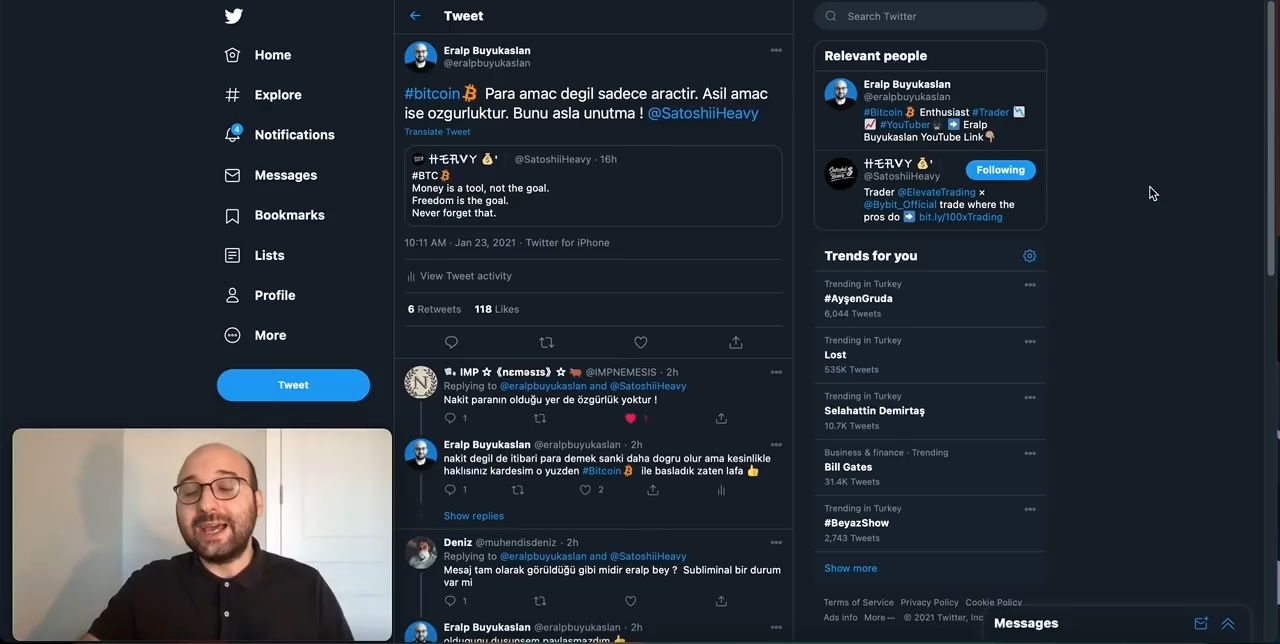 Home
Explore
4
Notifications
Messages
Bookmarks
Lists
Profile
More
Tweet
Tweet
Eralp Buyukaslan
@eralpbuyukaslan
#bitcoin Para amac degil sadece aractir. Asil amac
ise ozgurluktur. Bunu asla unutma ! @SatoshiiHeavy
Translate Tweet
@SatoshiiHeavy · 16h
#BTC
Money is a tool, not the goal.
Freedom is the goal.
Never forget that.
10:11 AM · Jan 23, 2021 · Twitter for iPhone
View Tweet activity
6 Retweets 118 Likes
IMP ☆ 《nεməsıs》 ☆ @IMPNEMESIS · 2h
Replying to @eralpbuyukaslan and @SatoshiiHeavy
Nakit paranın olduğu yer de özgürlük yoktur !
1 1
Eralp Buyukaslan @eralpbuyukaslan · 2h
nakit degil de itibari para demek sanki daha dogru olur ama kesinlikle
haklısınız kardesim o yuzden #Bitcoin ile basladık zaten lafa 👍
1 2
Show replies
Deniz @muhendisdeniz · 2h
Replying to @eralpbuyukaslan and @SatoshiiHeavy
Mesaj tam olarak görüldüğü gibi midir eralp bey ? Subliminal bir durum
var mi
1
Eralp Buyukaslan @eralpbuyukaslan · 2h
oldugunu dusunsem paylasmazdım 👍
Search Twitter
Relevant people
Eralp Buyukaslan
@eralpbuyukaslan
#Bitcoin Enthusiast #Trader
#YouTuber Eralp
Buyukaslan YouTube Link
@SatoshiiHeavy
Following
Trader @ElevateTrading ×
@Bybit_Official trade where the
pros do bit.ly/100xTrading
Trends for you
Trending in Turkey
#AyşenGruda
6,044 Tweets
Trending in Turkey
Lost
535K Tweets
Trending in Turkey
Selahattin Demirtaş
10.7K Tweets
Business & finance · Trending
Bill Gates
31.4K Tweets
Trending in Turkey
#BeyazShow
2,743 Tweets
Show more
Terms of Service Privacy Policy Cookie Policy
Ads info More © 2021 Twitter, Inc
Messages